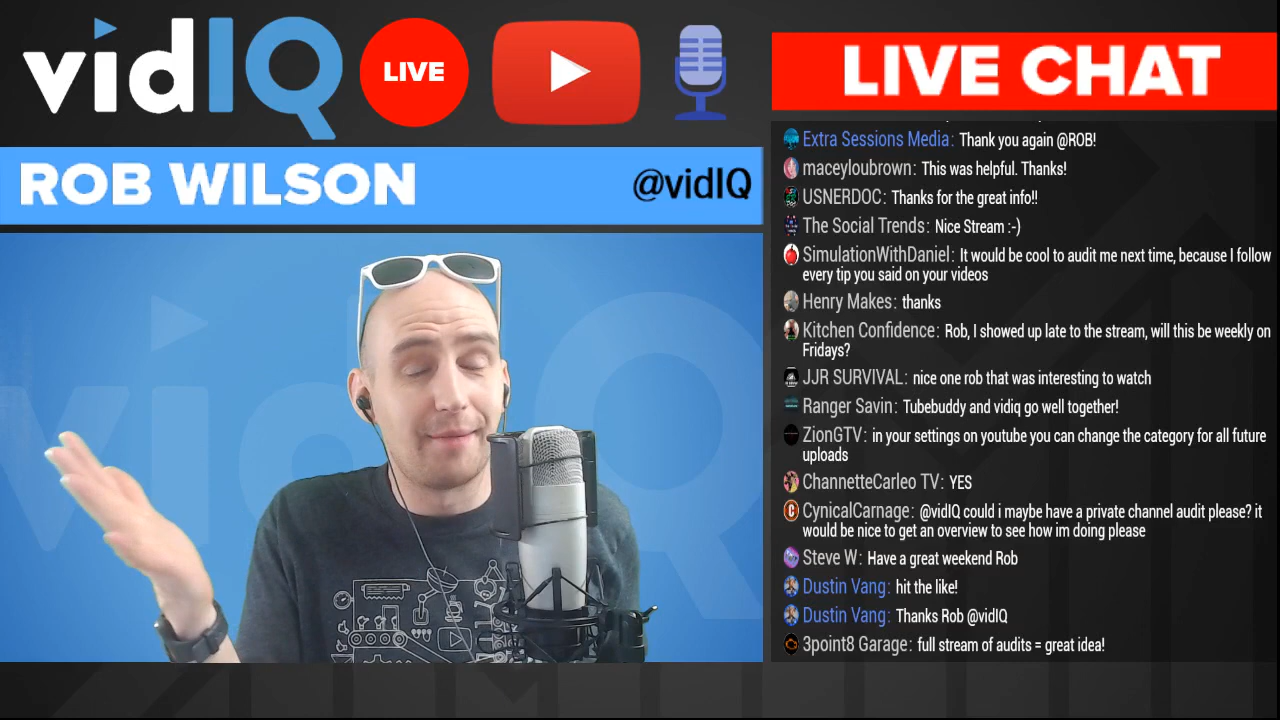 vidIQ
LIVE
LIVE CHAT
ROB WILSON
@vidIQ
Extra Sessions Media: Thank you again @ROB!
maceyloubrown: This was helpful. Thanks!
USNERDOC: Thanks for the great info!!
The Social Trends: Nice Stream :-)
SimulationWithDaniel: It would be cool to audit me next time, because I follow
every tip you said on your videos
Henry Makes: thanks
Kitchen Confidence: Rob, I showed up late to the stream, will this be weekly on
Fridays?
JJR SURVIVAL: nice one rob that was interesting to watch
Ranger Savin: Tubebuddy and vidiq go well together!
ZionGTV: in your settings on youtube you can change the category for all future
uploads
ChannetteCarleo TV: YES
CynicalCarnage: @vidIQ could i maybe have a private channel audit please? it
would be nice to get an overview to see how im doing please
Steve W: Have a great weekend Rob
Dustin Vang: hit the like!
Dustin Vang: Thanks Rob @vidIQ
3point8 Garage: full stream of audits = great idea!